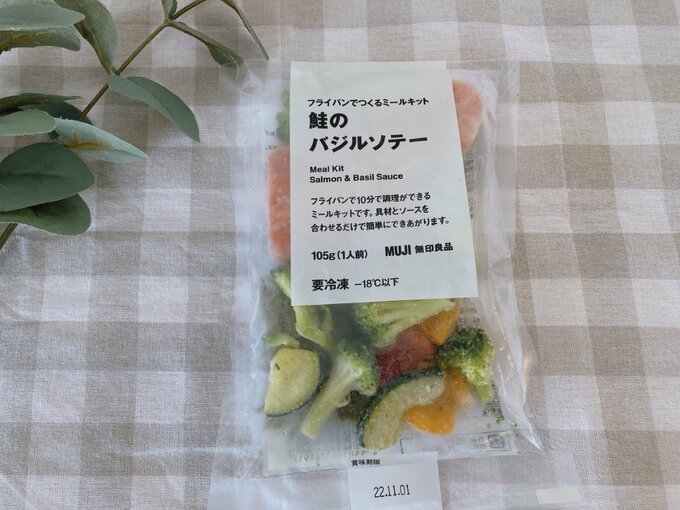 フライパンでつくるミールキット
鮭の
バジルソテー
Meal Kit
Salmon & Basil Sauce
フライパンで10分で調理ができる
ミールキットです。具材とソースを
合わせるだけで簡単にできあがります。
105g(1人前) MUJI 無印良品
要冷凍 −18℃以下
賞味期限
22.11.01